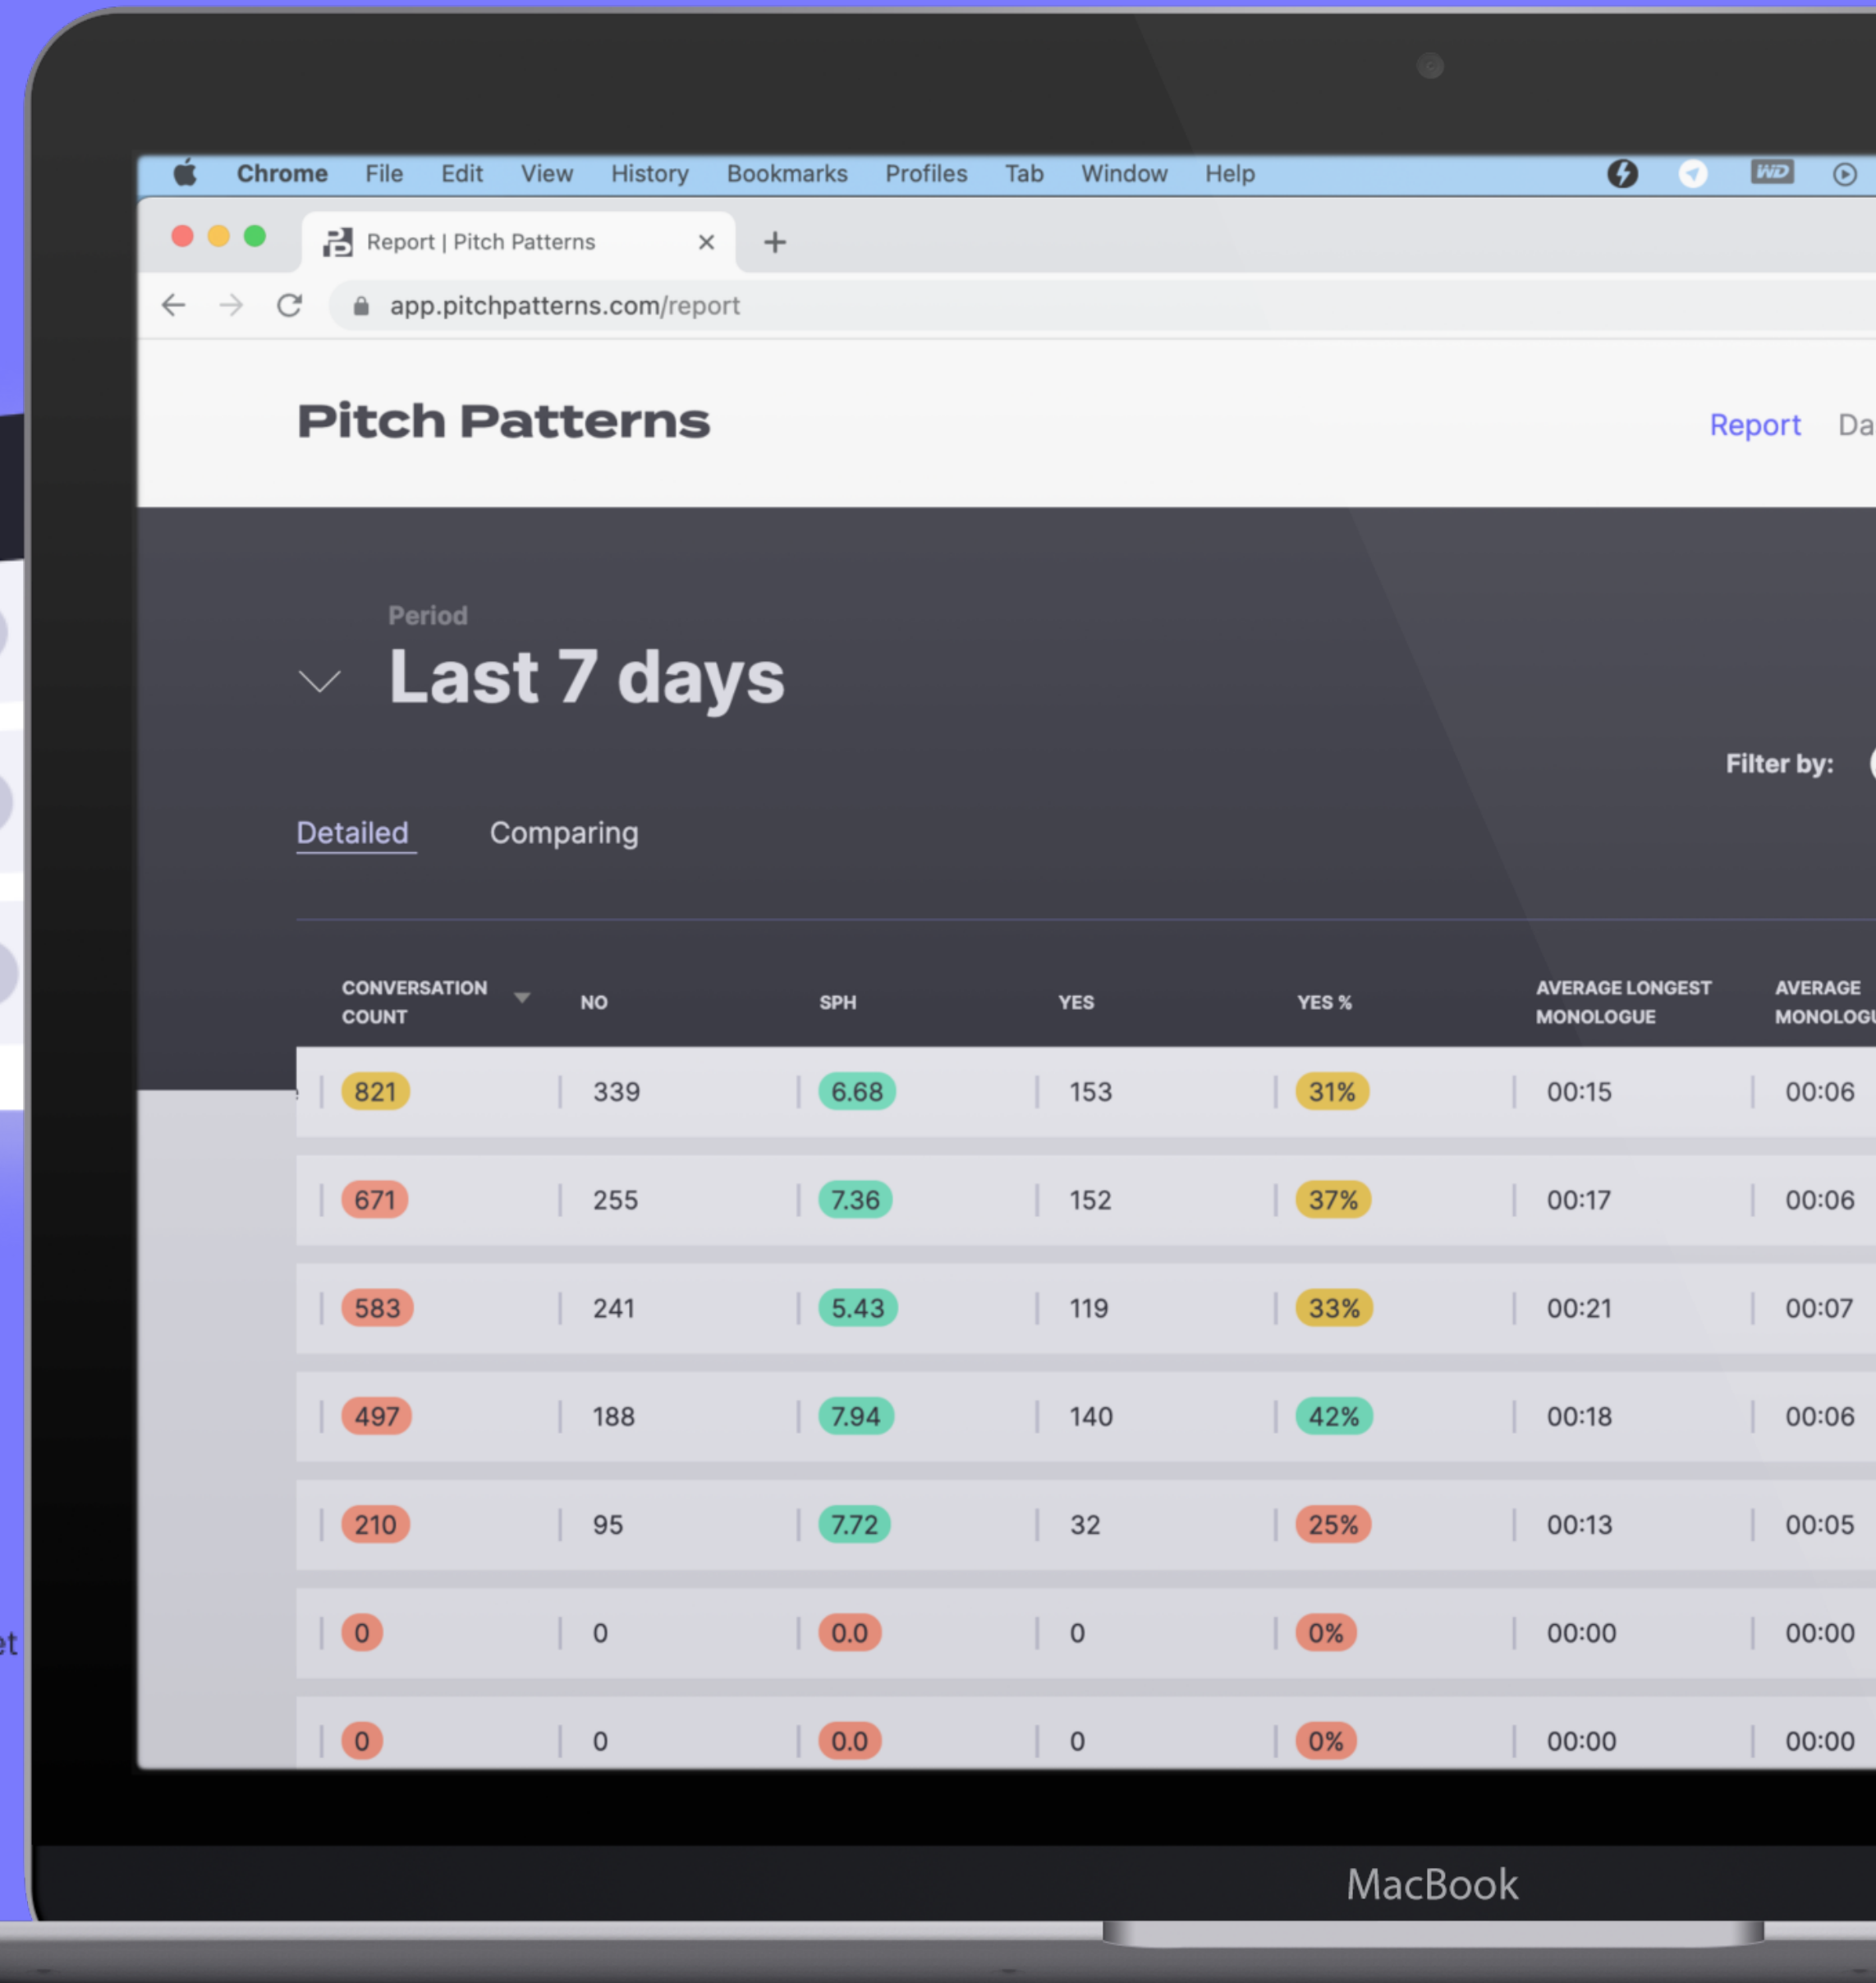 Chrome File Edit View History Bookmarks Profiles Tab Window Help WD
Report | Pitch Patterns
app.pitchpatterns.com/report
Pitch Patterns
Report
Period
Last 7 days
Filter by:
Detailed Comparing
CONVERSATION COUNT NO SPH YES YES % AVERAGE LONGEST MONOLOGUE AVERAGE
821 339 6.68 153 31% 00:15 00:06
671 255 7.36 152 37% 00:17 00:06
583 241 5.43 119 33% 00:21 00:07
497 188 7.94 140 42% 00:18 00:06
210 95 7.72 32 25% 00:13 00:05
0 0 0.0 0 0% 00:00 00:00
0 0 0.0 0 0% 00:00 00:00
MacBook